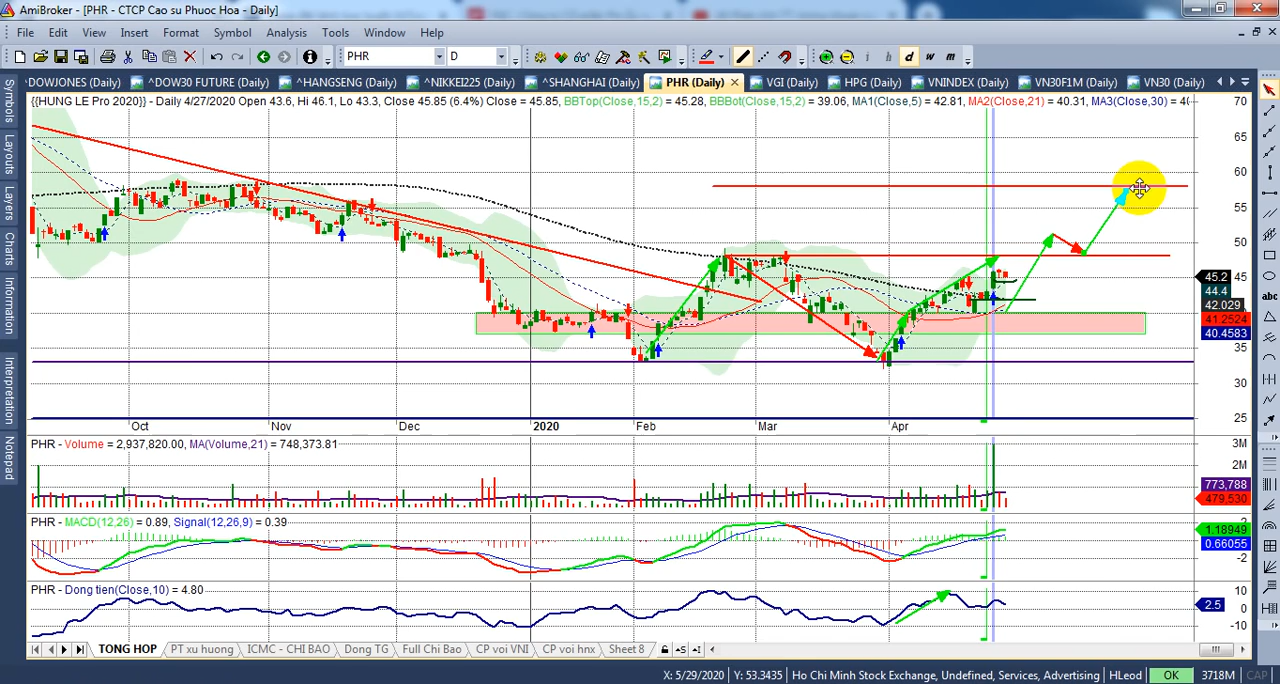 AmiBroker - [PHR - CTCP Cao su Phuoc Hoa - Daily]
File Edit View Insert Format Symbol Analysis Tools Window Help
PHR D i h d w m
^DOWJONES (Daily) ^DOW30 FUTURE (Daily) ^HANGSENG (Daily) ^NIKKEI225 (Daily) ^SHANGHAI (Daily) PHR (Daily) VGI (Daily) HPG (Daily) VNINDEX (Daily) VN30F1M (Daily) VN30 (Daily)
{{HUNG LE Pro 2020}} - Daily 4/27/2020 Open 43.6, Hi 46.1, Lo 43.3, Close 45.85 (6.4%) Close = 45.85, BBTop(Close,15,2) = 45.28, BBBot(Close,15,2) = 39.06, MA1(Close,5) = 42.81, MA2(Close,21) = 40.31, MA3(Close,30) = 40
Symbols
Layouts
Layers
Charts
Information
Interpretation
Notepad
abc
70
65
60
55
50
45
45.2
44.4
42.029
41.2524
40.4583
35
30
25
Oct Nov Dec 2020 Feb Mar Apr
PHR - Volume = 2,937,820.00, MA(Volume,21) = 748,373.81
3M
2M
773,788
479,530
PHR - MACD(12,26) = 0.89, Signal(12,26,9) = 0.39
2
1.18949
0.66055
-2
PHR - Dong tien(Close,10) = 4.80
10
2.5
0
-10
TONG HOP PT xu huong ICMC - CHI BAO Dong TG Full Chi Bao CP voi VNI CP voi hnx Sheet 8
X: 5/29/2020 Y: 53.3435 Ho Chi Minh Stock Exchange, Undefined, Services, Advertising HLeod OK 3718M CAP